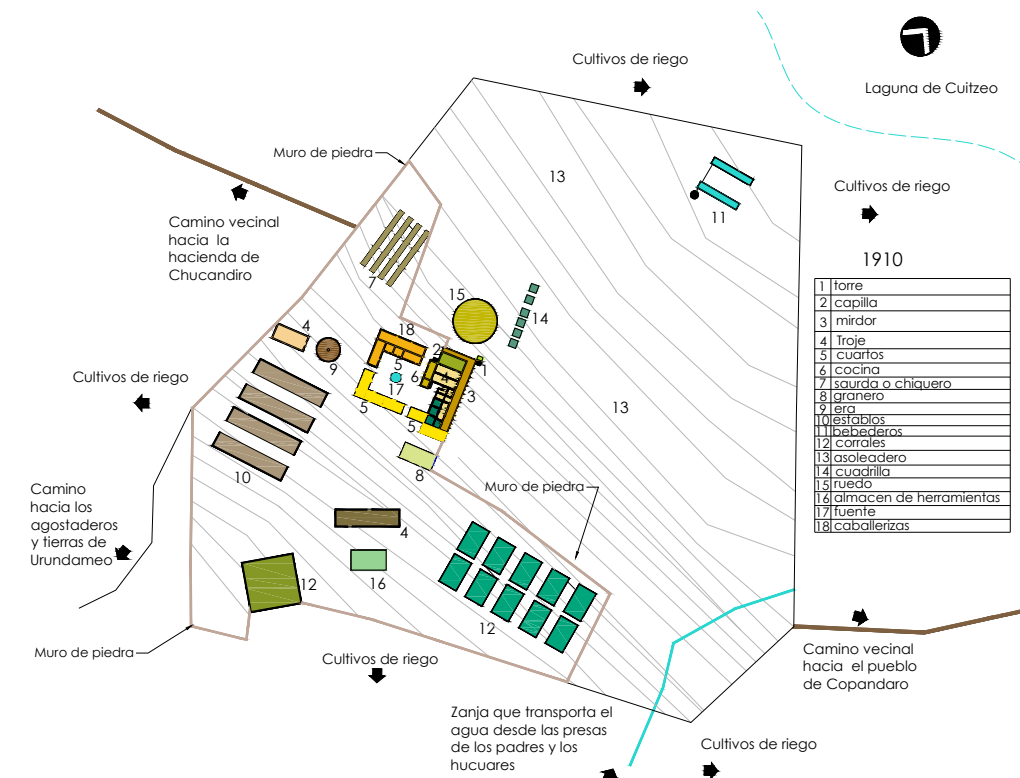 Cultivos de riego
Laguna de Cuitzeo
Muro de piedra
13
Cultivos de riego
11
Camino vecinal
hacia la
hacienda de
Chucandiro
7
1910
1 torre
2 capilla
3 mirdor
4 Troje
5 cuartos
6 cocina
7 saurda o chiquero
8 granero
9 era
10 establos
11 bebederos
12 corrales
13 asoleadero
14 cuadrilla
15 ruedo
16 almacen de herramientas
17 fuente
18 caballerizas
15
14
4
18
9
2
1
5
6
4
17
3
5
5
13
Cultivos de riego
10
8
Muro de piedra
Camino
hacia los
agostaderos
y tierras de
Urundameo
4
16
12
12
Muro de piedra
Cultivos de riego
Camino vecinal
hacia el pueblo
de Copandaro
Zanja que transporta el
agua desde las presas
de los padres y los
hucuares
Cultivos de riego